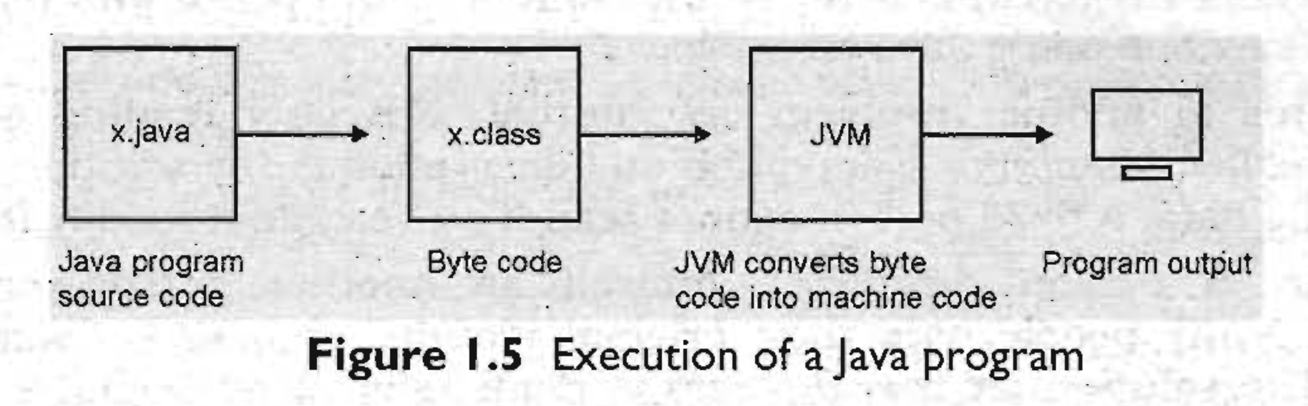 x.java
x.class
JVM
Java program
source code
Byte code
JVM converts byte
code into machine code
Program output
Figure 1.5 Execution of a Java program